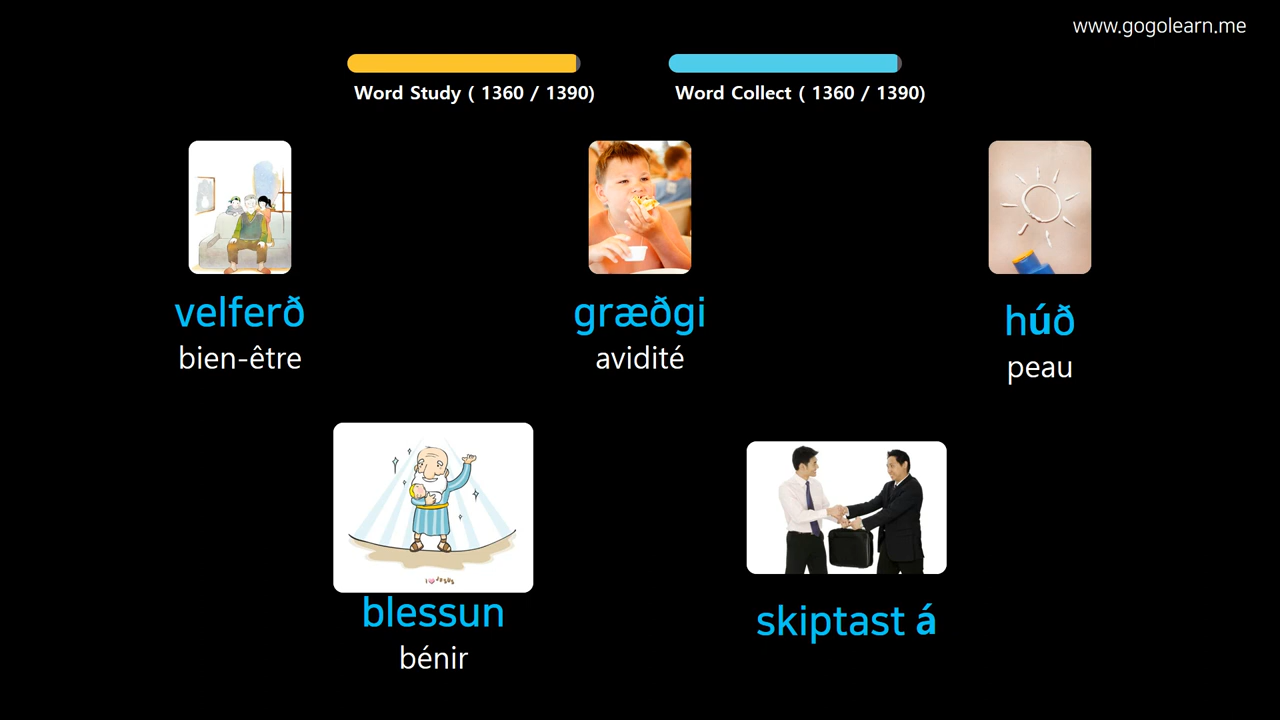 www.gogolearn.me
Word Study ( 1360 / 1390)
Word Collect ( 1360 / 1390)
velferð
bien-être
græðgi
avidité
húð
peau
I JESUS
blessun
bénir
skiptast á